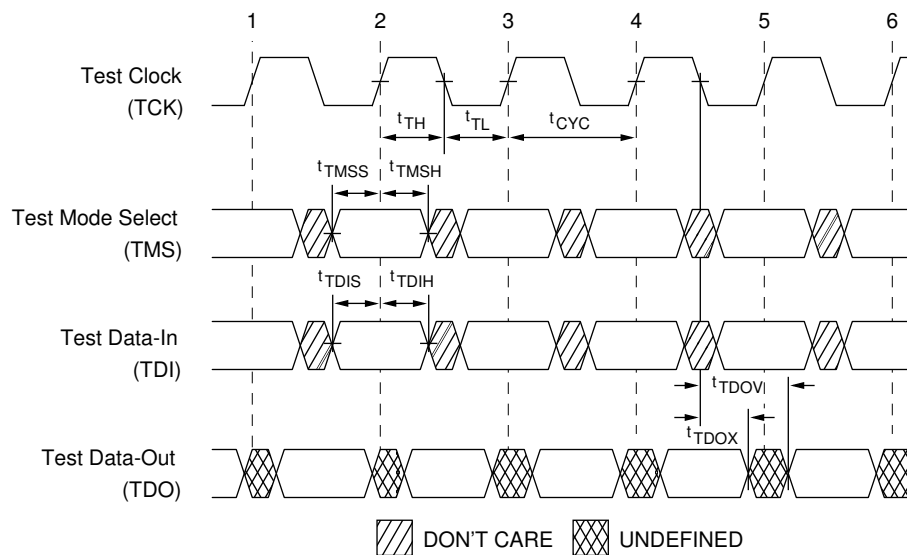 1 2 3 4 5 6
Test Clock
(TCK)
tTH tTL tCYC
tTMSS tTMSH
Test Mode Select
(TMS)
tTDIS tTDIH
Test Data-In
(TDI)
tTDOV
tTDOX
Test Data-Out
(TDO)
DON'T CARE UNDEFINED